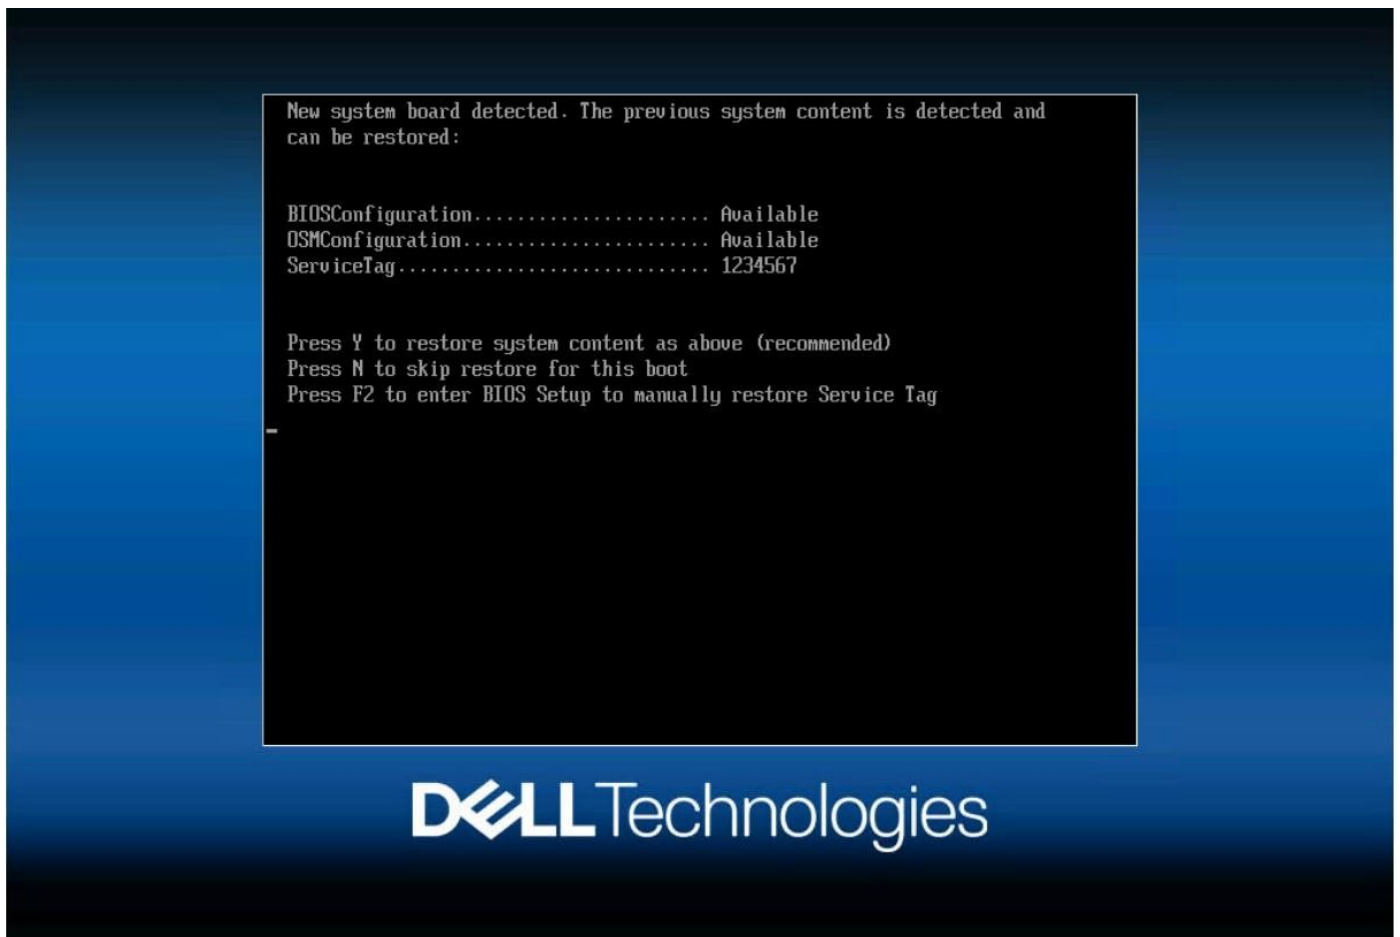 New system board detected. The previous system content is detected and
can be restored:
BIOSConfiguration...................... Available
OSMConfiguration....................... Available
ServiceTag............................. 1234567
Press Y to restore system content as above (recommended)
Press N to skip restore for this boot
Press F2 to enter BIOS Setup to manually restore Service Tag
DELL Technologies